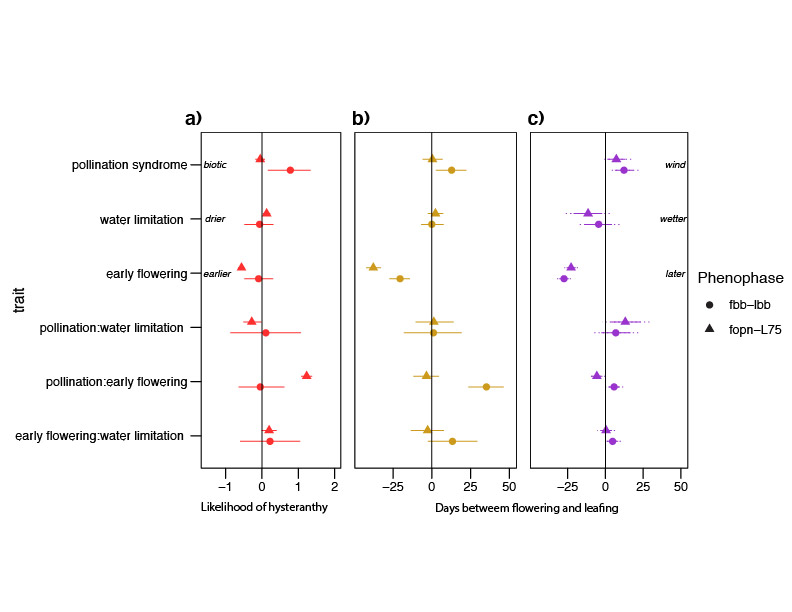 a) b) c)
pollination syndrome biotic wind
water limitation drier wetter
early flowering earlier later
Phenophase
trait
fbb−lbb
pollination:water limitation
fopn−L75
pollination:early flowering
early flowering:water limitation
−1 0 1 2 −25 0 25 50 −25 0 25 50
Likelihood of hysteranthy Days betweem flowering and leafing